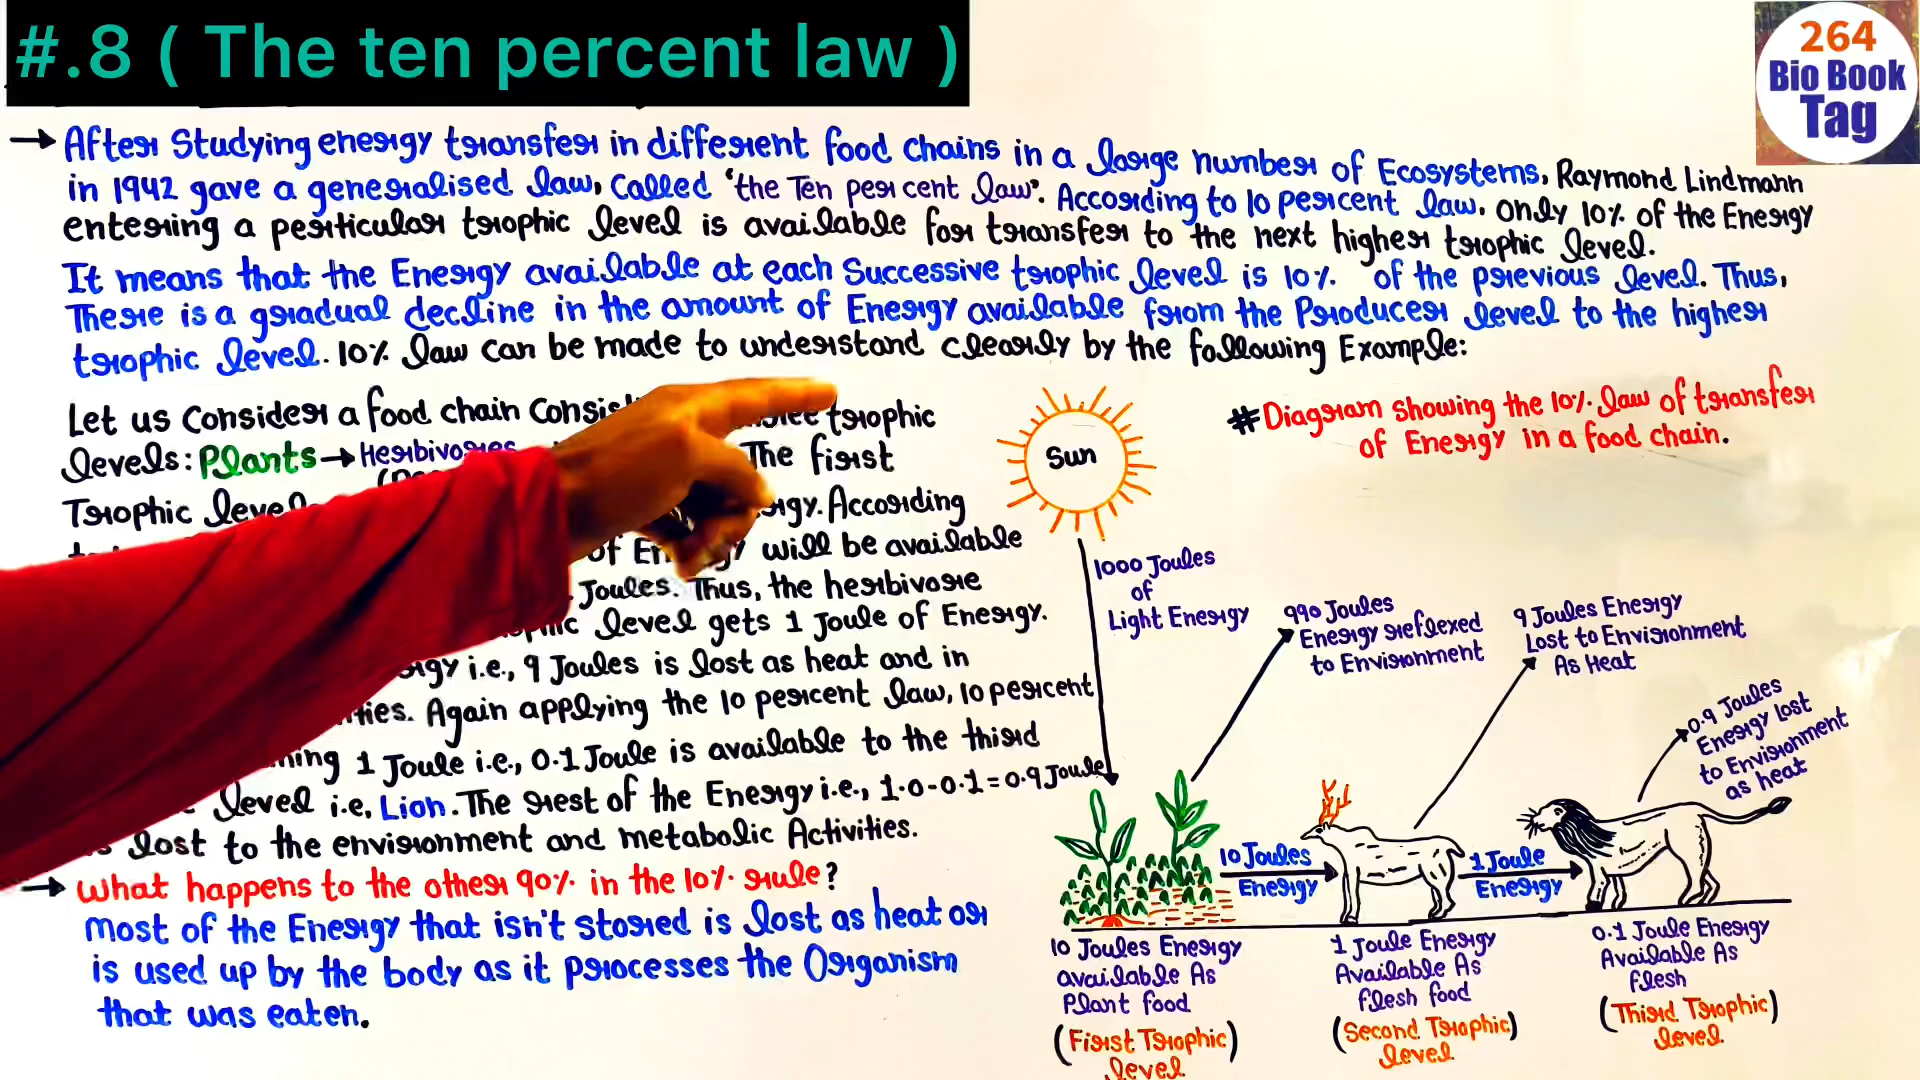 #.8 ( The ten percent law )
264
Bio Book
Tag
→ After Studying energy transfer in different food chains in a large number of Ecosystems, Raymond Lindmann
in 1942 gave a generalised law, Called 'the Ten per cent law'. According to 10 percent law, only 10% of the Energy
entering a perticular trophic level is available for transfer to the next higher trophic level.
It means that the Energy available at each Successive trophic level is 10% of the previous level. Thus,
There is a gradual decline in the amount of Energy available from the Producer level to the higher
trophic level. 10% law can be made to understand clearly by the following Example:
Let us Consider a food chain trophic
levels: Plants → The first
Trophic According
of will be available
Joules. Thus, the herbivore
level gets 1 Joule of Energy.
i.e., 9 Joules is lost as heat and in
Again applying the 10 percent law, 10 percent
1 Joule i.e., 0.1 Joule is available to the third
level i.e, Lion. The rest of the Energy i.e., 1.0-0.1=0.9 Joule
lost to the environment and metabolic Activities.
→ What happens to the other 90% in the 10% rule?
most of the Energy that isn't stored is lost as heat or
is used up by the body as it processes the Organism
that was eaten.
# Diagram showing the 10% law of transfer
of Energy in a food chain.
Sun
1000 Joules
of
Light Energy
990 Joules
Energy reflexed
to Environment
9 Joules Energy
Lost to Environment
As Heat
0.9 Joules
Energy Lost
to Environment
as heat
10 Joules
Energy
1 Joule
Energy
10 Joules Energy
available As
Plant food
(First Trophic)
level
1 Joule Energy
Available As
flesh food
(Second Trophic)
level
0.1 Joule Energy
Available As
flesh
(Third Trophic)
level